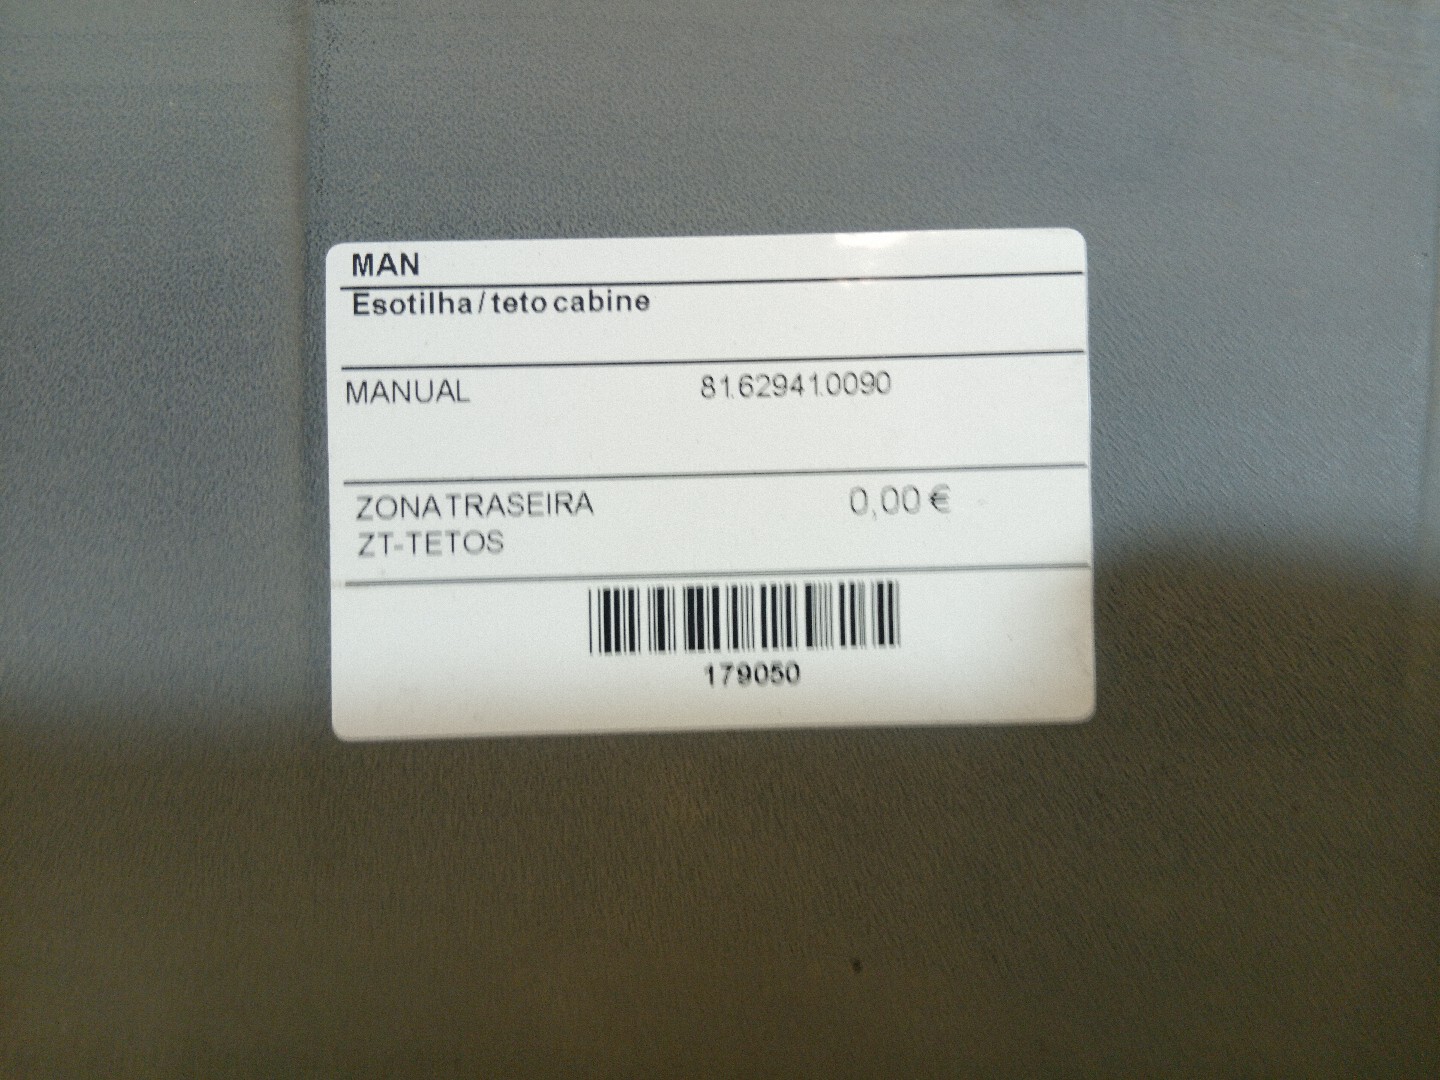 MAN
Esotilha / teto cabine
MANUAL 81.62941.0090
ZONA TRASEIRA 0,00 €
ZT-TETOS
179050